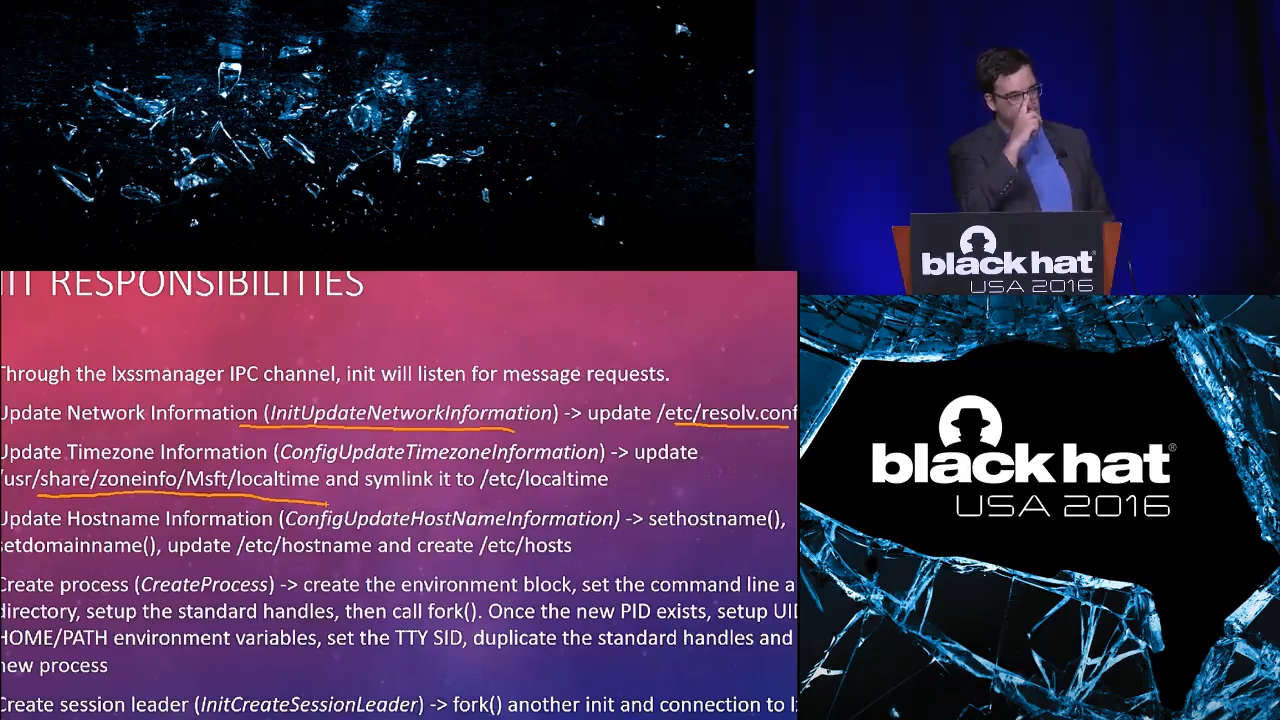 black hat
USA 2016
IIT RESPONSIBILITIES
Through the lxssmanager IPC channel, init will listen for message requests.
Update Network Information (InitUpdateNetworkInformation) -> update /etc/resolv.conf
Update Timezone Information (ConfigUpdateTimezoneInformation) -> update
/usr/share/zoneinfo/Msft/localtime and symlink it to /etc/localtime
Update Hostname Information (ConfigUpdateHostNameInformation) -> sethostname(),
setdomainname(), update /etc/hostname and create /etc/hosts
Create process (CreateProcess) -> create the environment block, set the command line a
directory, setup the standard handles, then call fork(). Once the new PID exists, setup UID
HOME/PATH environment variables, set the TTY SID, duplicate the standard handles and
new process
Create session leader (InitCreateSessionLeader) -> fork() another init and connection to l
black hat®
USA 2016